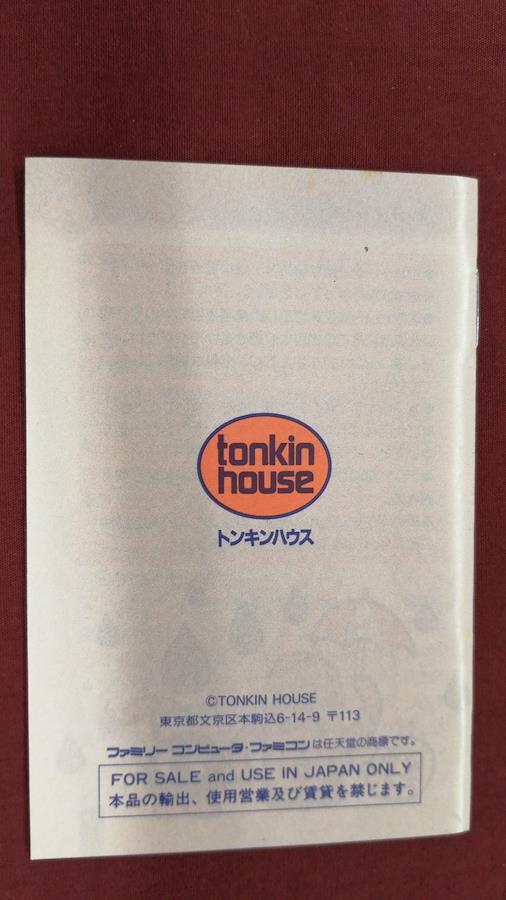 tonkin
house
トンキンハウス
©TONKIN HOUSE
東京都文京区本駒込6-14-9 〒113
ファミリー コンピュータ・ファミコンは任天堂の商標です。
FOR SALE and USE IN JAPAN ONLY
本品の輸出、使用営業及び賃貸を禁じます。